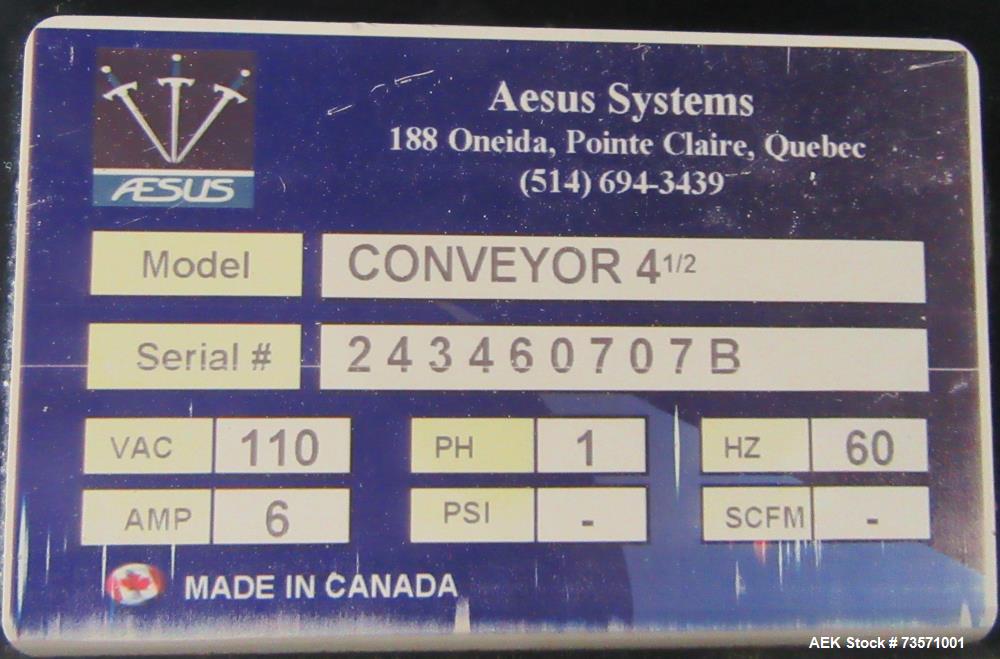 ÆSUS
Aesus Systems
188 Oneida, Pointe Claire, Quebec
(514) 694-3439
Model CONVEYOR 4 1/2
Serial # 243460707B
VAC 110 PH 1 HZ 60
AMP 6 PSI - SCFM -
MADE IN CANADA
AEK Stock # 73571001